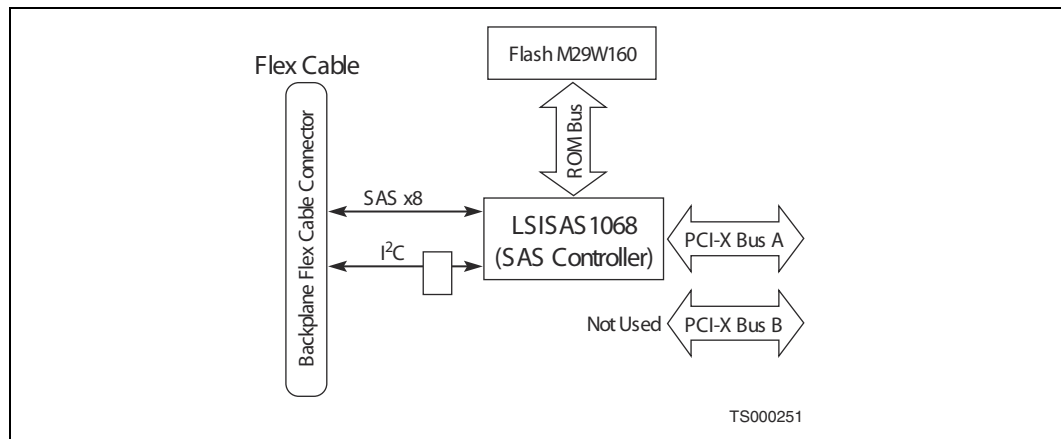 Flash M29W160
Flex Cable
Backplane Flex Cable Connector
ROM Bus
SAS x8
I²C
LSISAS1068
(SAS Controller)
PCI-X Bus A
Not Used
PCI-X Bus B
TS000251